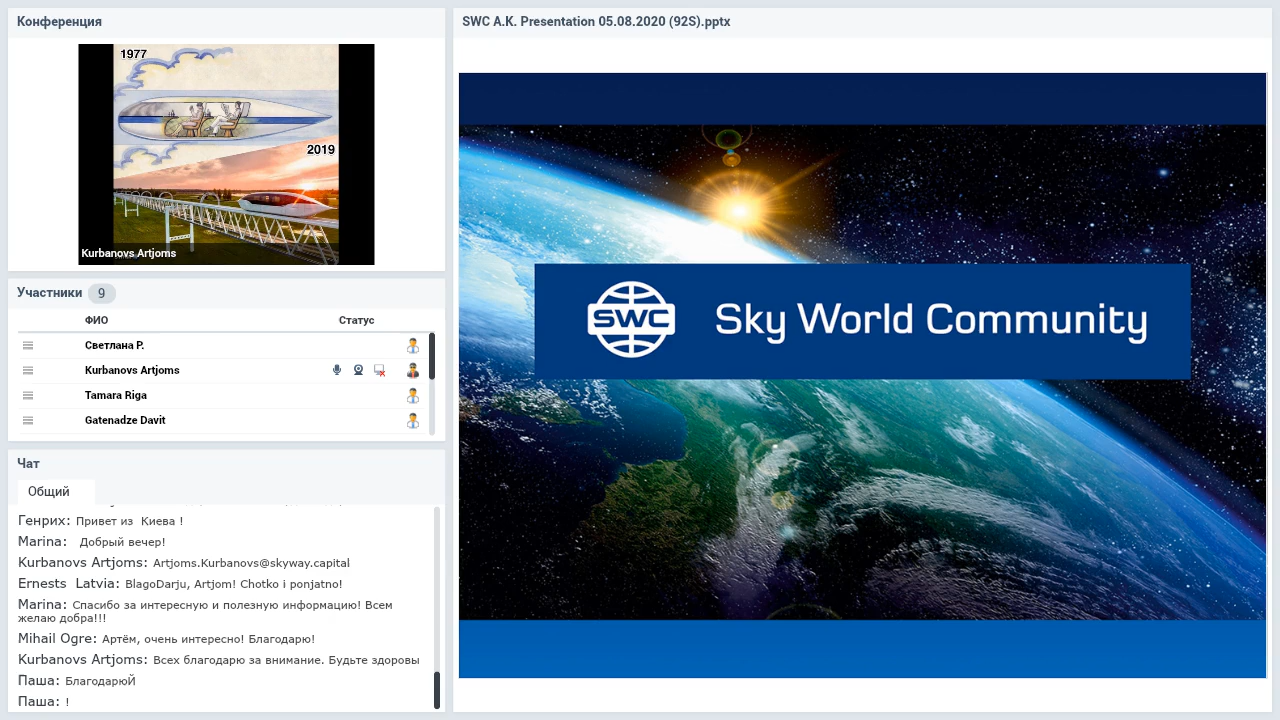 Конференция
1977
2019
Kurbanovs Artjoms
Участники 9
ФИО Статус
Светлана Р.
Kurbanovs Artjoms
Tamara Riga
Gatenadze Davit
Чат
Общий
Генрих: Привет из  Киева !
Marina:   Добрый вечер!
Kurbanovs Artjoms: Artjoms.Kurbanovs@skyway.capital
Ernests  Latvia: BlagoDarju, Artjom! Chotko i ponjatno!
Marina: Спасибо за интересную и полезную информацию! Всем
желаю добра!!!
Mihail Ogre: Артём, очень интересно! Благодарю!
Kurbanovs Artjoms: Всех благодарю за внимание. Будьте здоровы
Паша: БлагодарюЙ
Паша: !
SWC A.K. Presentation 05.08.2020 (92S).pptx
SWC Sky World Community